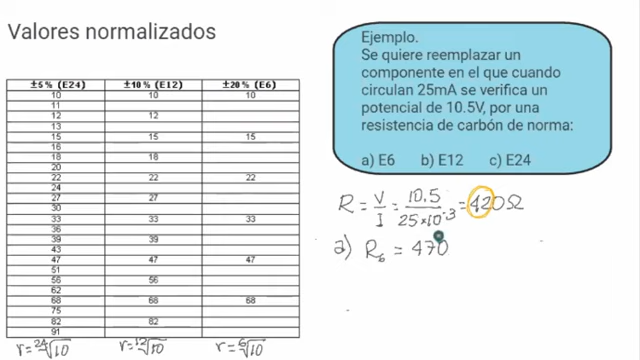 Valores normalizados
±5% (E24) ±10% (E12) ±20% (E6)
10 10 10
11
12 12
13
15 15 15
16
18 18
20
22 22 22
24
27 27
30
33 33 33
36
39 39
43
47 47 47
51
56 56
62
68 68 68
75
82 82
91
r = ²⁴√10 r = ¹²√10 r = ⁶√10
Ejemplo.
Se quiere reemplazar un
componente en el que cuando
circulan 25mA se verifica un
potencial de 10.5V, por una
resistencia de carbón de norma:
a) E6 b) E12 c) E24
R = V/I = 10.5/25*10⁻³ = 420Ω
a) R₆ = 470